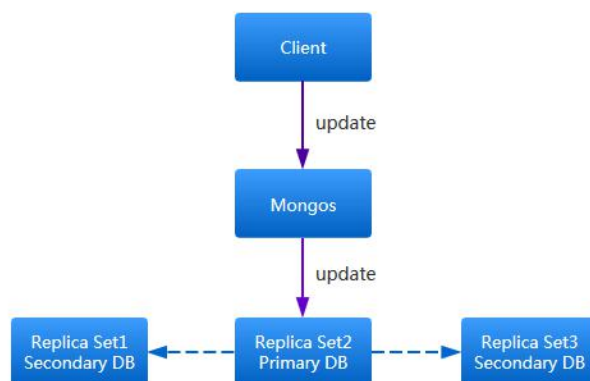 Client
update
Mongos
update
Replica Set1
Secondary DB
Replica Set2
Primary DB
Replica Set3
Secondary DB